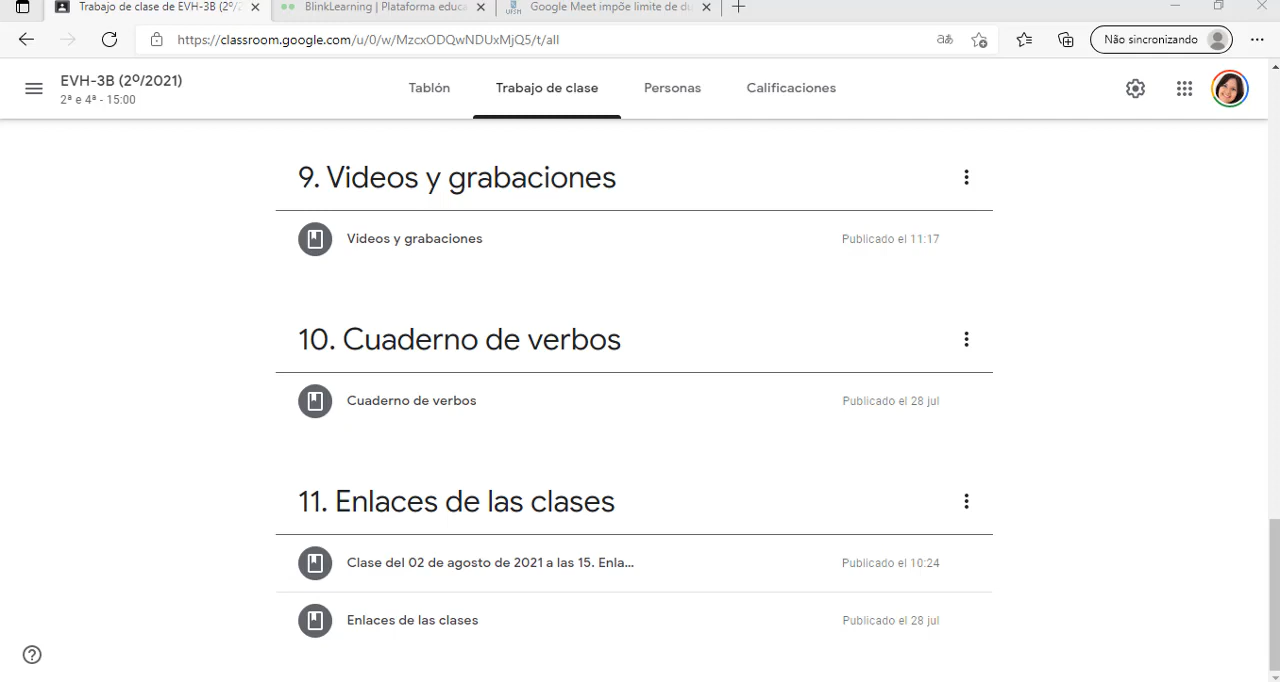 Trabajo de clase de EVH-3B (2º/2
BlinkLearning | Plataforma educa
Google Meet impõe limite de du
https://classroom.google.com/u/0/w/MzcxODQwNDUxMjQ5/t/all
aあ
Não sincronizando
EVH-3B (2º/2021)
2ª e 4ª - 15:00
Tablón
Trabajo de clase
Personas
Calificaciones
9. Videos y grabaciones
Videos y grabaciones
Publicado el 11:17
10. Cuaderno de verbos
Cuaderno de verbos
Publicado el 28 jul
11. Enlaces de las clases
Clase del 02 de agosto de 2021 a las 15. Enla...
Publicado el 10:24
Enlaces de las clases
Publicado el 28 jul